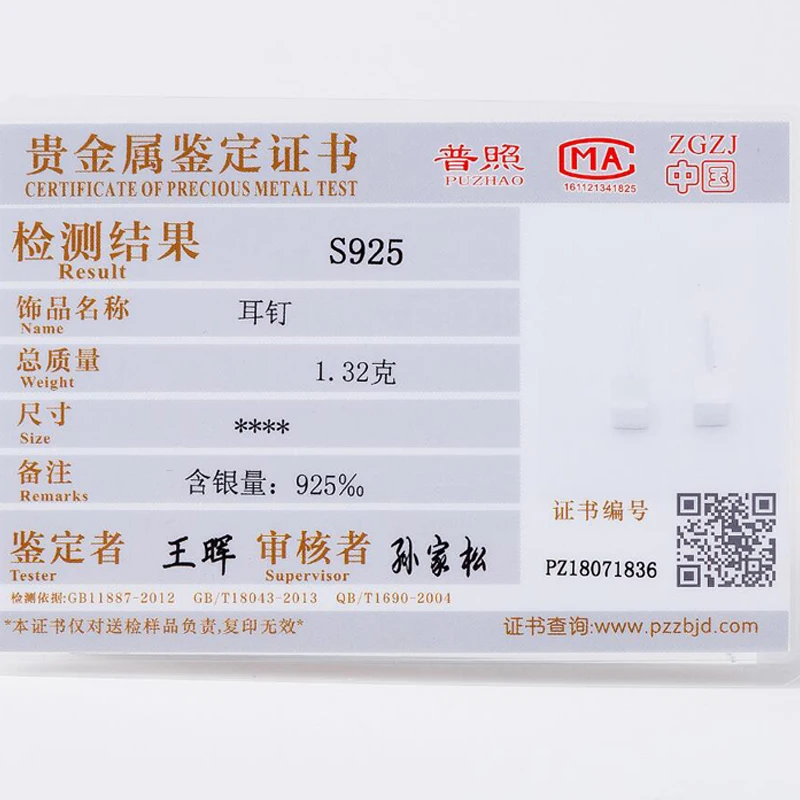 贵金属鉴定证书
CERTIFICATE OF PRECIOUS METAL TEST
普照
PUZHAO
MA
161121341825
ZGZJ
中国
检测结果
Result
S925
饰品名称
Name
耳钉
总质量
Weight
1.32克
尺寸
Size
****
备注
Remarks
含银量：925‰
鉴定者
Tester
王晖
审核者
Supervisor
孙家松
证书编号
PZ18071836
检测依据:GB11887-2012 GB/T18043-2013 QB/T1690-2004
*本证书仅对送检样品负责,复印无效*
证书查询:www.pzzbjd.com